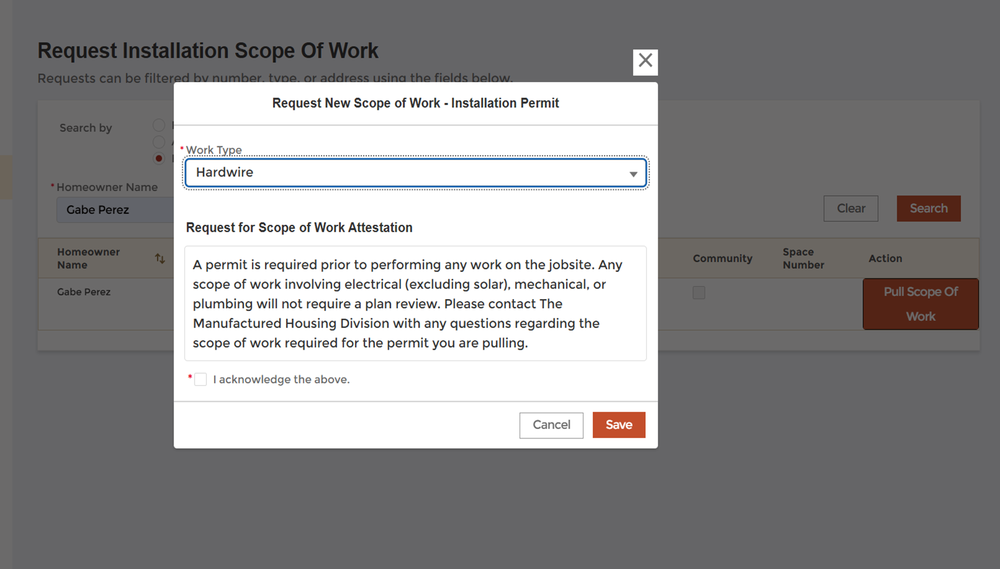 Request Installation Scope Of Work
Requests can be filtered by number, type, or address using the fields below.
Request New Scope of Work - Installation Permit
Search by
* Work Type
Hardwire
* Homeowner Name
Gabe Perez
Clear
Search
Request for Scope of Work Attestation
A permit is required prior to performing any work on the jobsite. Any
scope of work involving electrical (excluding solar), mechanical, or
plumbing will not require a plan review. Please contact The
Manufactured Housing Division with any questions regarding the
scope of work required for the permit you are pulling.
* I acknowledge the above.
Cancel
Save
Homeowner
Name
Community
Space
Number
Action
Gabe Perez
Pull Scope Of
Work